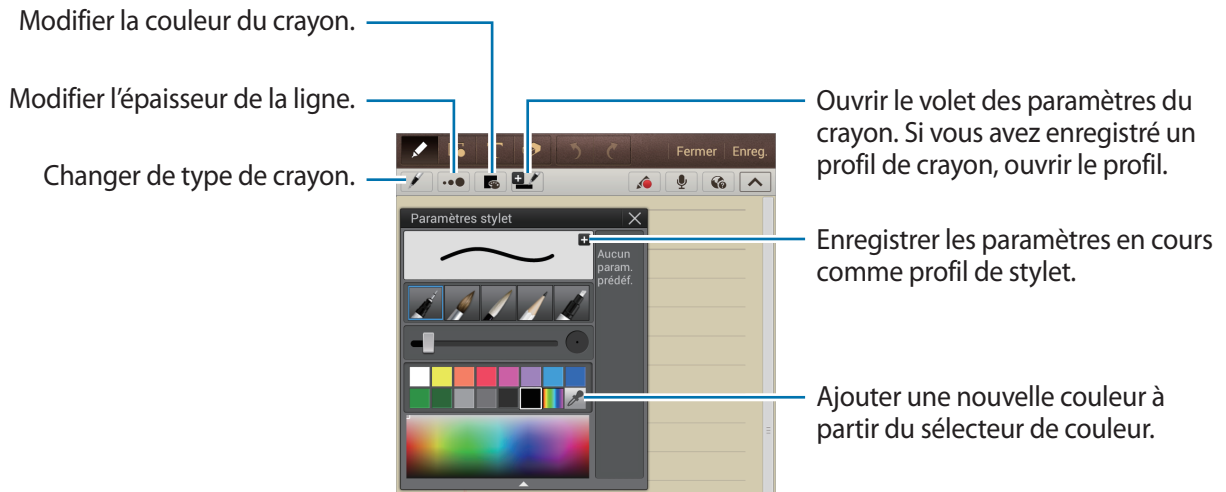 Modifier la couleur du crayon.
Modifier l'épaisseur de la ligne.
Changer de type de crayon.
Fermer
Enreg.
Paramètres stylet
Aucun
param.
prédéf.
Ouvrir le volet des paramètres du
crayon. Si vous avez enregistré un
profil de crayon, ouvrir le profil.
Enregistrer les paramètres en cours
comme profil de stylet.
Ajouter une nouvelle couleur à
partir du sélecteur de couleur.